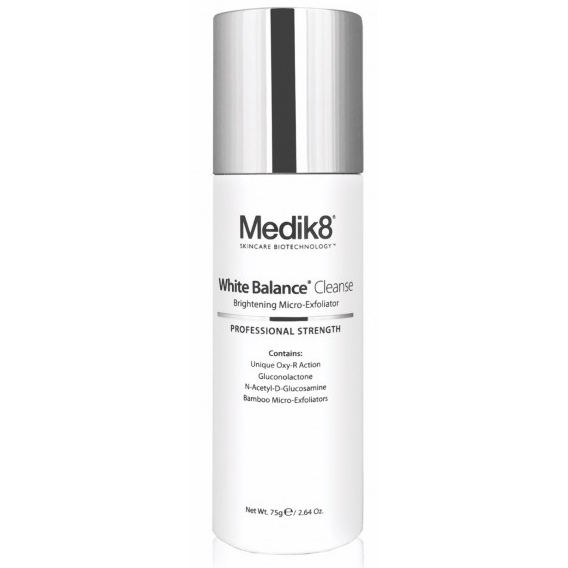 Medik8®
SKINCARE BIOTECHNOLOGY™
White Balance® Cleanse
Brightening Micro-Exfoliator
PROFESSIONAL STRENGTH
Contains:
Unique Oxy-R Action
Gluconolactone
N-Acetyl-D-Glucosamine
Bamboo Micro-Exfoliators
Net Wt. 75g℮/ 2.64 Oz.